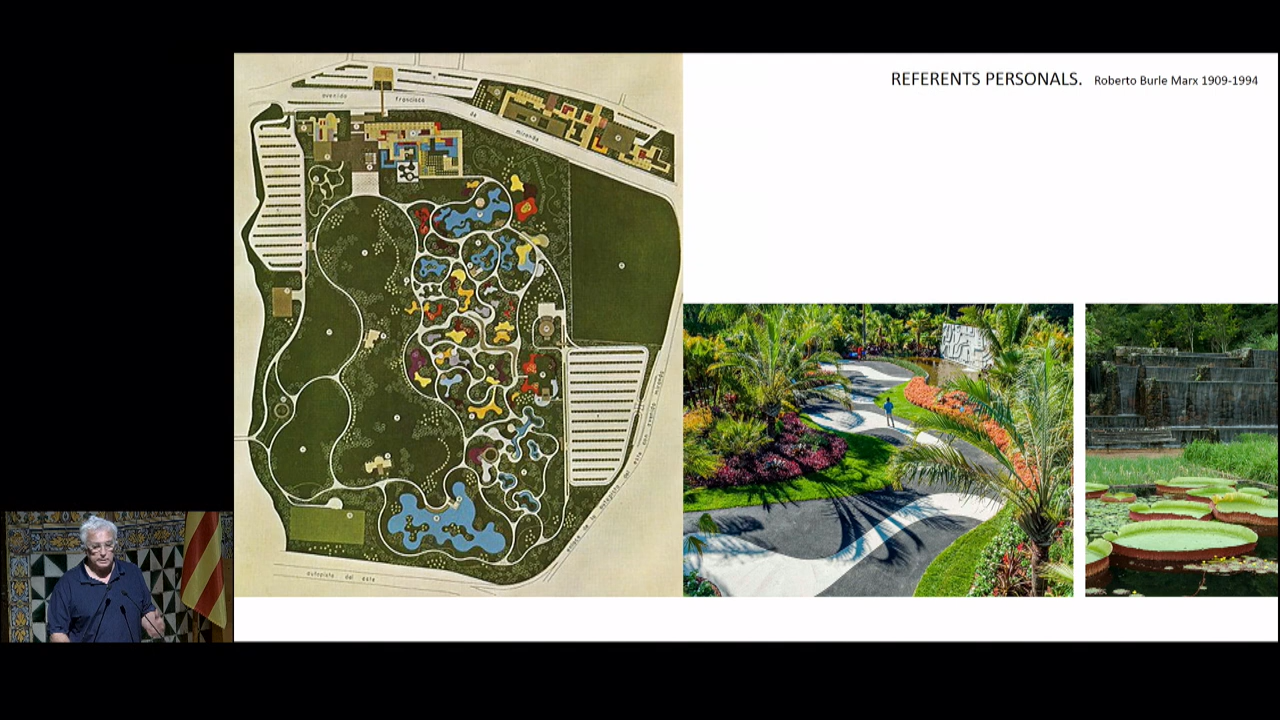 REFERENTS PERSONALS. Roberto Burle Marx 1909-1994
avenida francisco de miranda
autopista del este